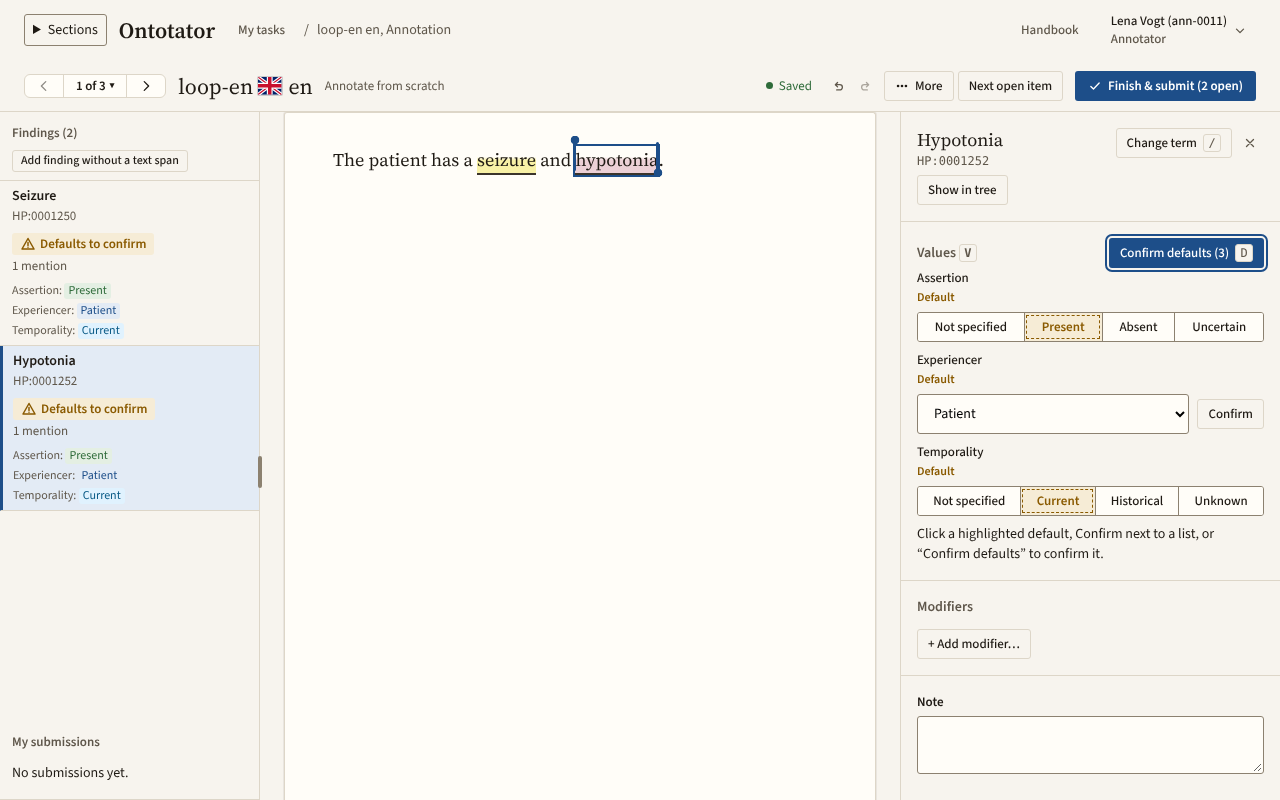 ▶ Sections
Ontotator
My tasks
/ loop-en en, Annotation
Handbook
Lena Vogt (ann-0011)
Annotator
1 of 3 ▾
loop-en 🇬🇧 en
Annotate from scratch
Saved
••• More
Next open item
Finish & submit (2 open)
Findings (2)
Add finding without a text span
Seizure
HP:0001250
Defaults to confirm
1 mention
Assertion: Present
Experiencer: Patient
Temporality: Current
Hypotonia
HP:0001252
Defaults to confirm
1 mention
Assertion: Present
Experiencer: Patient
Temporality: Current
My submissions
No submissions yet.
The patient has a seizure and hypotonia.
Hypotonia
HP:0001252
Change term /
Show in tree
Values V
Confirm defaults (3) D
Assertion
Default
Not specified Present Absent Uncertain
Experiencer
Default
Patient
Confirm
Temporality
Default
Not specified Current Historical Unknown
Click a highlighted default, Confirm next to a list, or
“Confirm defaults” to confirm it.
Modifiers
+ Add modifier…
Note